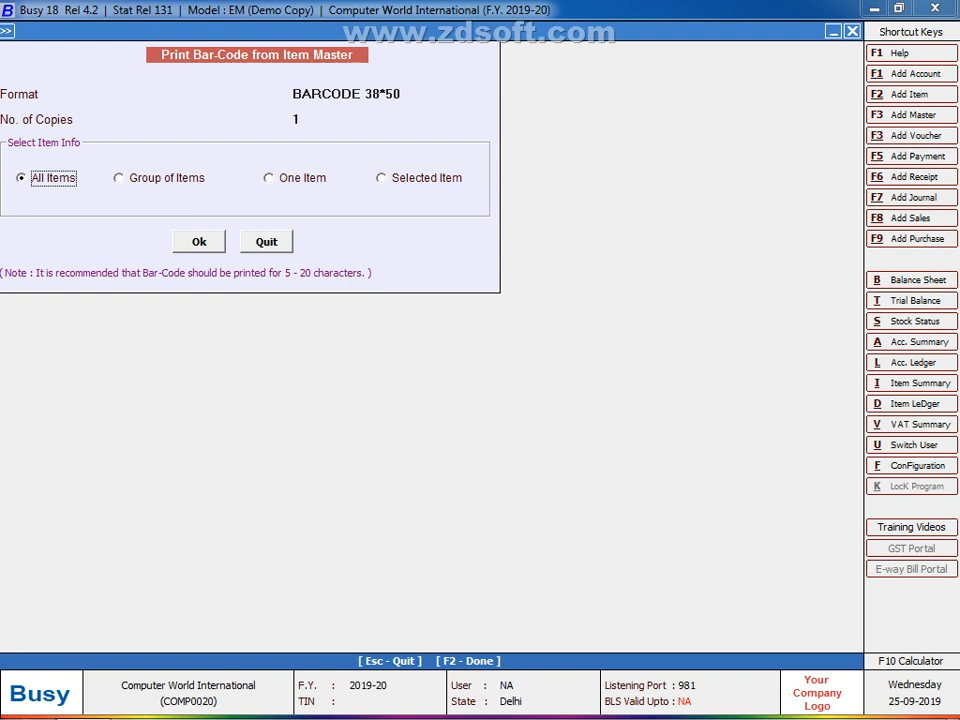 B Busy 18 Rel 4.2 | Stat Rel 131 | Model : EM (Demo Copy) | Computer World International (F.Y. 2019-20)
www.zdsoft.com
>>
Print Bar-Code from Item Master
Format BARCODE 38*50
No. of Copies 1
Select Item Info
All Items Group of Items One Item Selected Item
Ok Quit
( Note : It is recommended that Bar-Code should be printed for 5 - 20 characters. )
Shortcut Keys
F1 Help
F1 Add Account
F2 Add Item
F3 Add Master
F3 Add Voucher
F5 Add Payment
F6 Add Receipt
F7 Add Journal
F8 Add Sales
F9 Add Purchase
B Balance Sheet
T Trial Balance
S Stock Status
A Acc. Summary
L Acc. Ledger
I Item Summary
D Item LeDger
V VAT Summary
U Switch User
F ConFiguration
K LocK Program
Training Videos
GST Portal
E-way Bill Portal
[ Esc - Quit ] [ F2 - Done ]
F10 Calculator
Busy
Computer World International
(COMP0020)
F.Y. : 2019-20
TIN :
User : NA
State : Delhi
Listening Port : 981
BLS Valid Upto : NA
Your
Company
Logo
Wednesday
25-09-2019